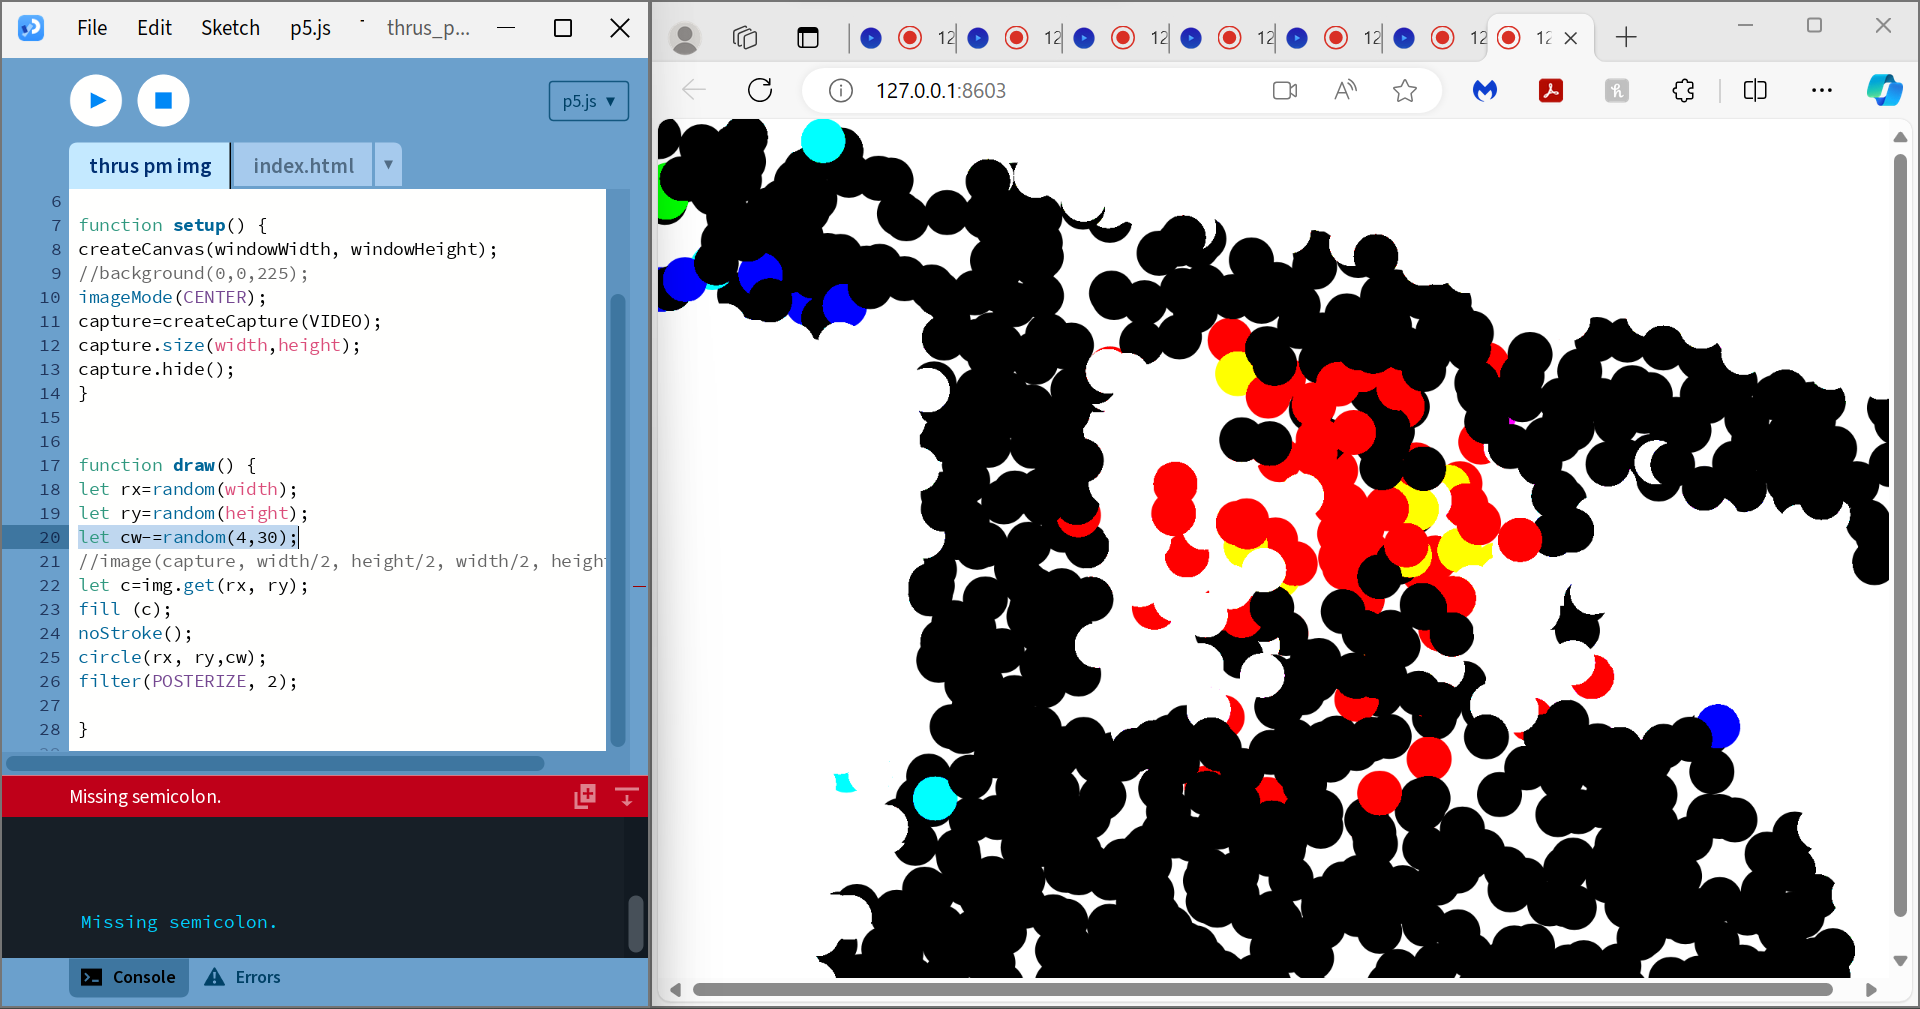 File Edit Sketch p5.js thrus_p...
p5.js ▾
thrus pm img index.html ▾
6
7 function setup() {
8 createCanvas(windowWidth, windowHeight);
9 //background(0,0,225);
10 imageMode(CENTER);
11 capture=createCapture(VIDEO);
12 capture.size(width,height);
13 capture.hide();
14 }
15
16
17 function draw() {
18 let rx=random(width);
19 let ry=random(height);
20 let cw-=random(4,30);
21 //image(capture, width/2, height/2, width/2, heigh
22 let c=img.get(rx, ry);
23 fill (c);
24 noStroke();
25 circle(rx, ry,cw);
26 filter(POSTERIZE, 2);
27
28 }
Missing semicolon.
Missing semicolon.
Console Errors
12 12 12 12 12 12 12
127.0.0.1:8603